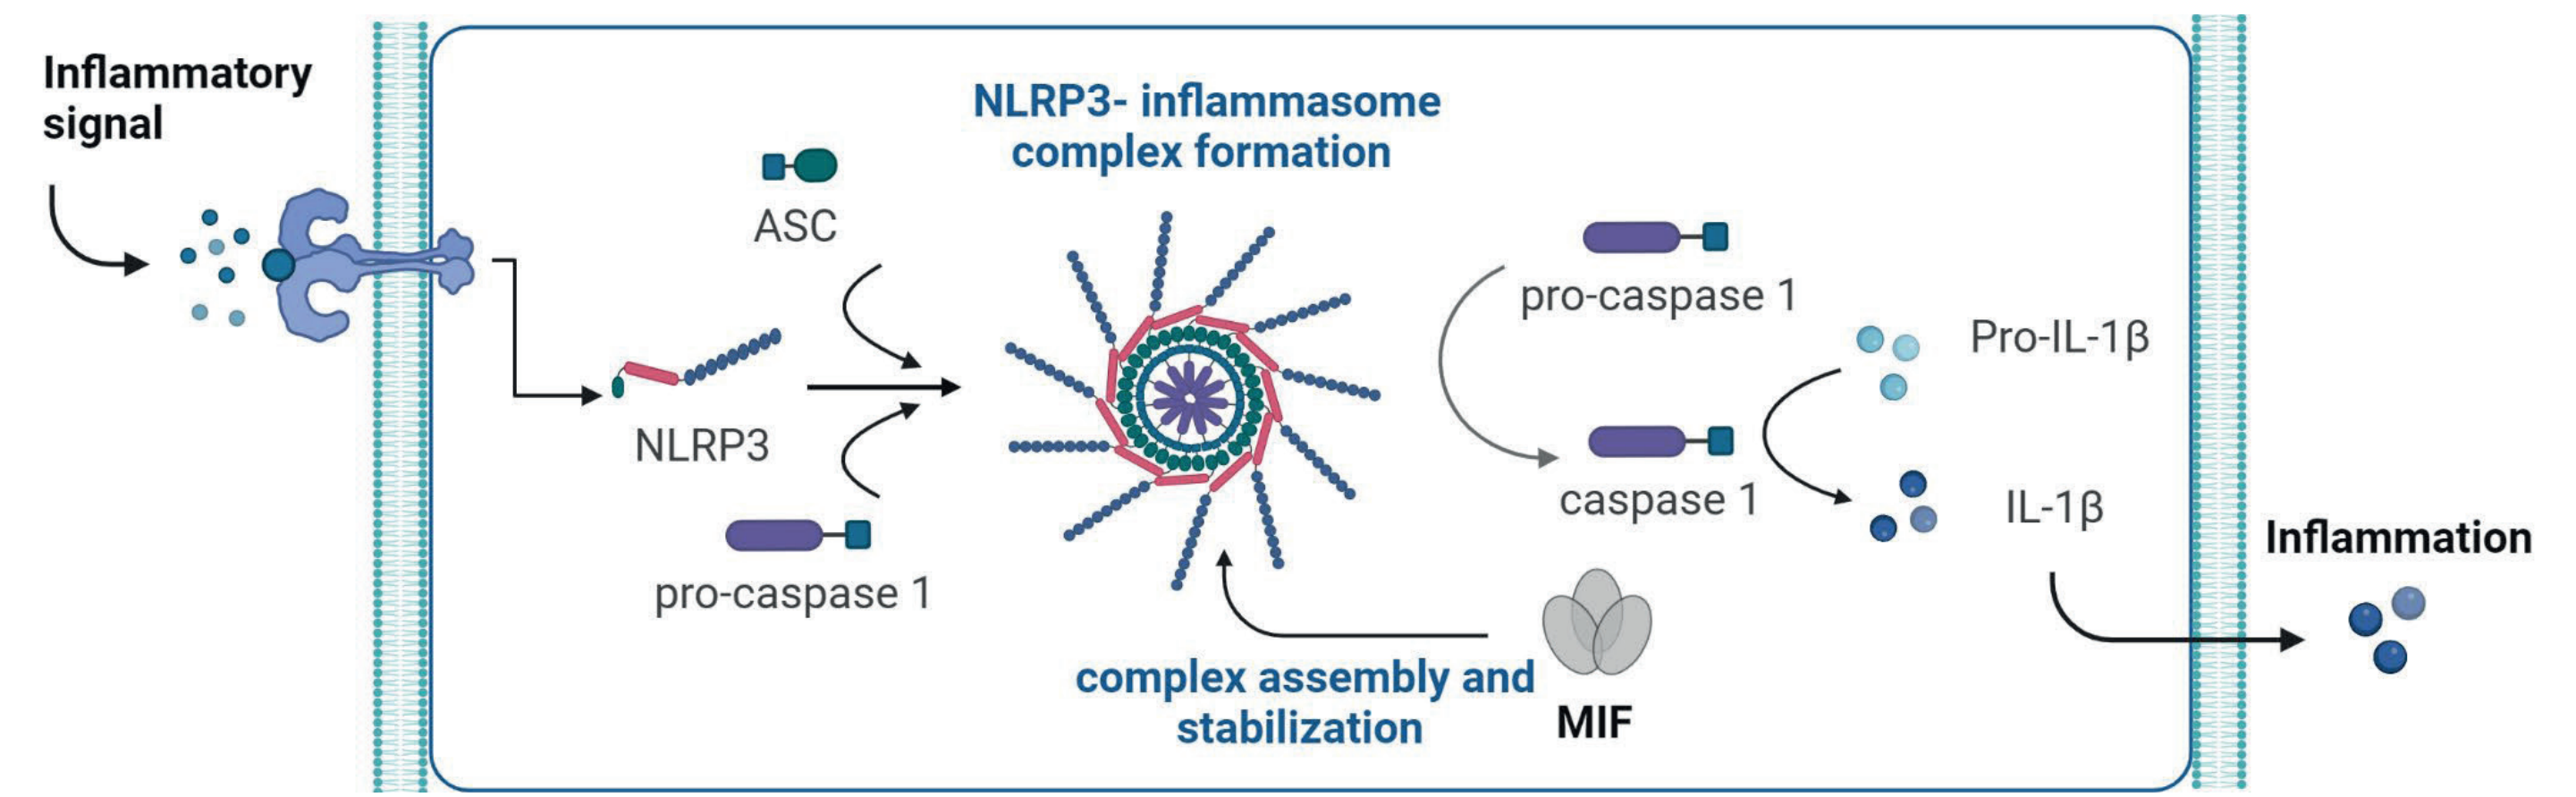 Inflammatory
signal
ASC
NLRP3
pro-caspase 1
NLRP3- inflammasome
complex formation
complex assembly and
stabilization
MIF
pro-caspase 1
caspase 1
Pro-IL-1β
IL-1β
Inflammation